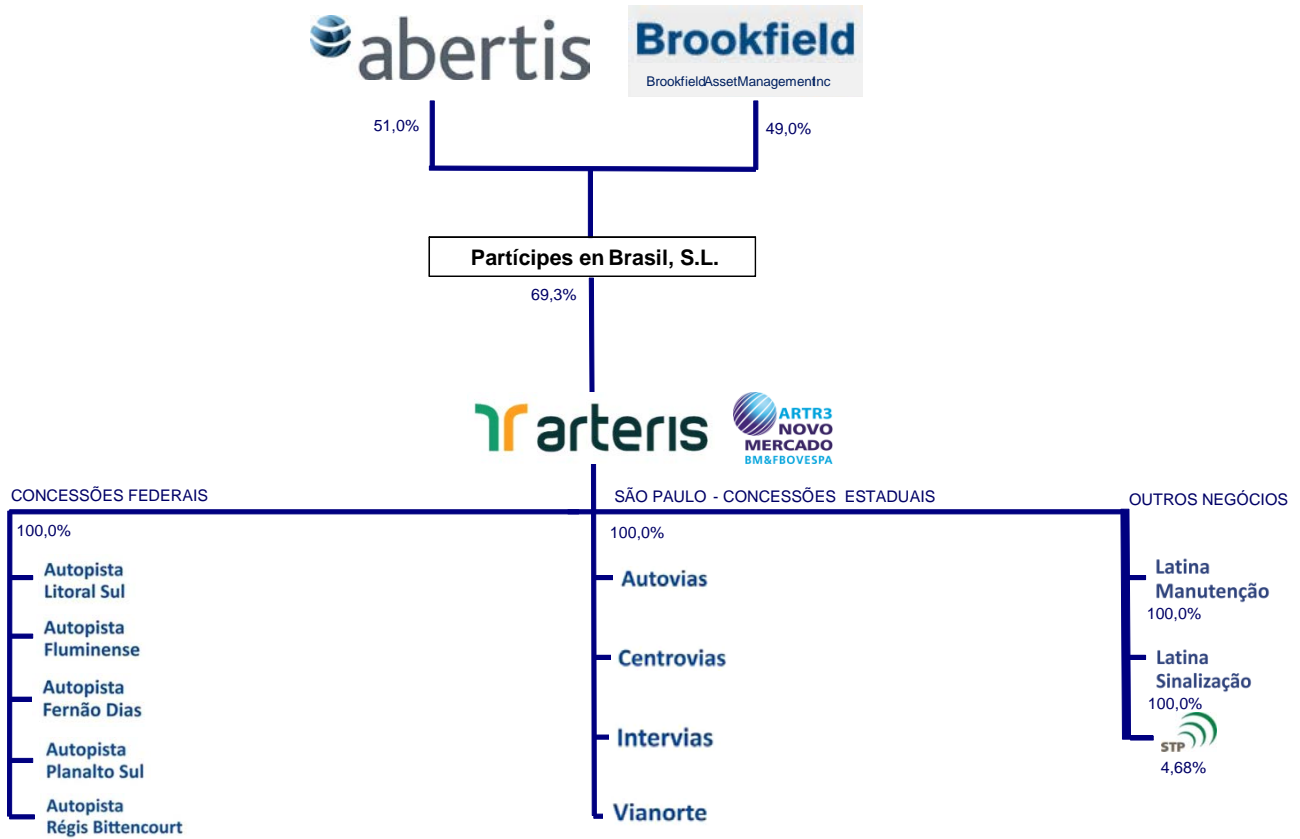 abertis
Brookfield
BrookfieldAssetManagementInc
51,0%
49,0%
Partícipes en Brasil, S.L.
69,3%
arteris
ARTR3
NOVO
MERCADO
BM&FBOVESPA
CONCESSÕES FEDERAIS
100,0%
Autopista
Litoral Sul
Autopista
Fluminense
Autopista
Fernão Dias
Autopista
Planalto Sul
Autopista
Régis Bittencourt
SÃO PAULO - CONCESSÕES ESTADUAIS
100,0%
Autovias
Centrovias
Intervias
Vianorte
OUTROS NEGÓCIOS
Latina
Manutenção
100,0%
Latina
Sinalização
100,0%
STP
4,68%